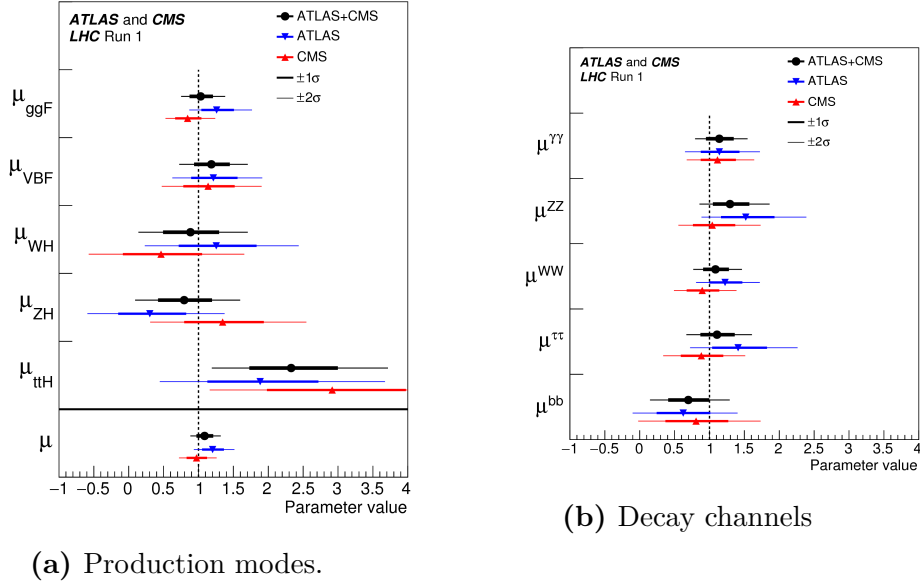 ATLAS and CMS
LHC Run 1
ATLAS+CMS
ATLAS
CMS
±1σ
±2σ
μggF
μVBF
μWH
μZH
μttH
μ
−1 −0.5 0 0.5 1 1.5 2 2.5 3 3.5 4
Parameter value
(a) Production modes.
ATLAS and CMS
LHC Run 1
ATLAS+CMS
ATLAS
CMS
±1σ
±2σ
μγγ
μZZ
μWW
μττ
μbb
−1 −0.5 0 0.5 1 1.5 2 2.5 3 3.5 4
Parameter value
(b) Decay channels